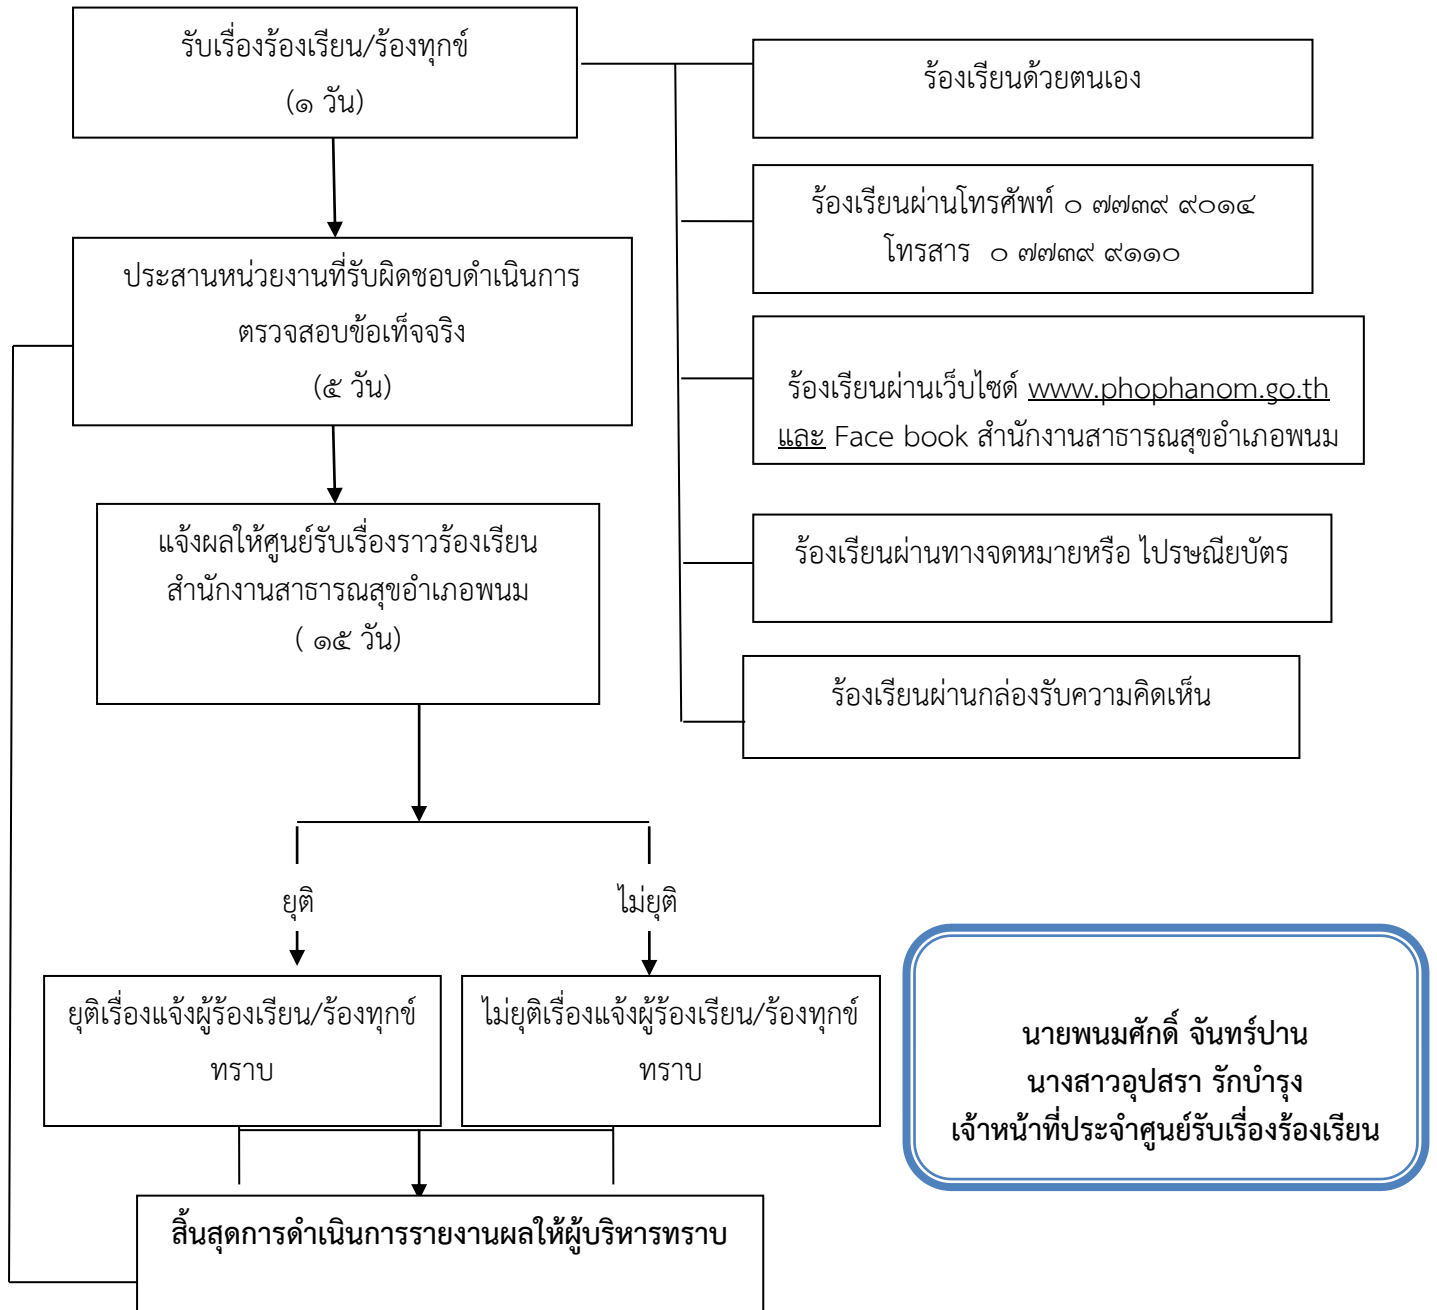 รับเรื่องร้องเรียน/ร้องทุกข์
(๑ วัน)
ร้องเรียนด้วยตนเอง
ร้องเรียนผ่านโทรศัพท์ ๐ ๗๗๓๙ ๙๐๑๔
โทรสาร ๐ ๗๗๓๙ ๙๑๑๐
ประสานหน่วยงานที่รับผิดชอบดำเนินการ
ตรวจสอบข้อเท็จจริง
(๕ วัน)
ร้องเรียนผ่านเว็บไซด์ www.phophanom.go.th
และ Face book สำนักงานสาธารณสุขอำเภอพนม
แจ้งผลให้ศูนย์รับเรื่องราวร้องเรียน
สำนักงานสาธารณสุขอำเภอพนม
( ๑๕ วัน)
ร้องเรียนผ่านทางจดหมายหรือ ไปรษณียบัตร
ร้องเรียนผ่านกล่องรับความคิดเห็น
ยุติ
ไม่ยุติ
ยุติเรื่องแจ้งผู้ร้องเรียน/ร้องทุกข์
ทราบ
ไม่ยุติเรื่องแจ้งผู้ร้องเรียน/ร้องทุกข์
ทราบ
นายพนมศักดิ์ จันทร์ปาน
นางสาวอุปสรา รักบำรุง
เจ้าหน้าที่ประจำศูนย์รับเรื่องร้องเรียน
สิ้นสุดการดำเนินการรายงานผลให้ผู้บริหารทราบ